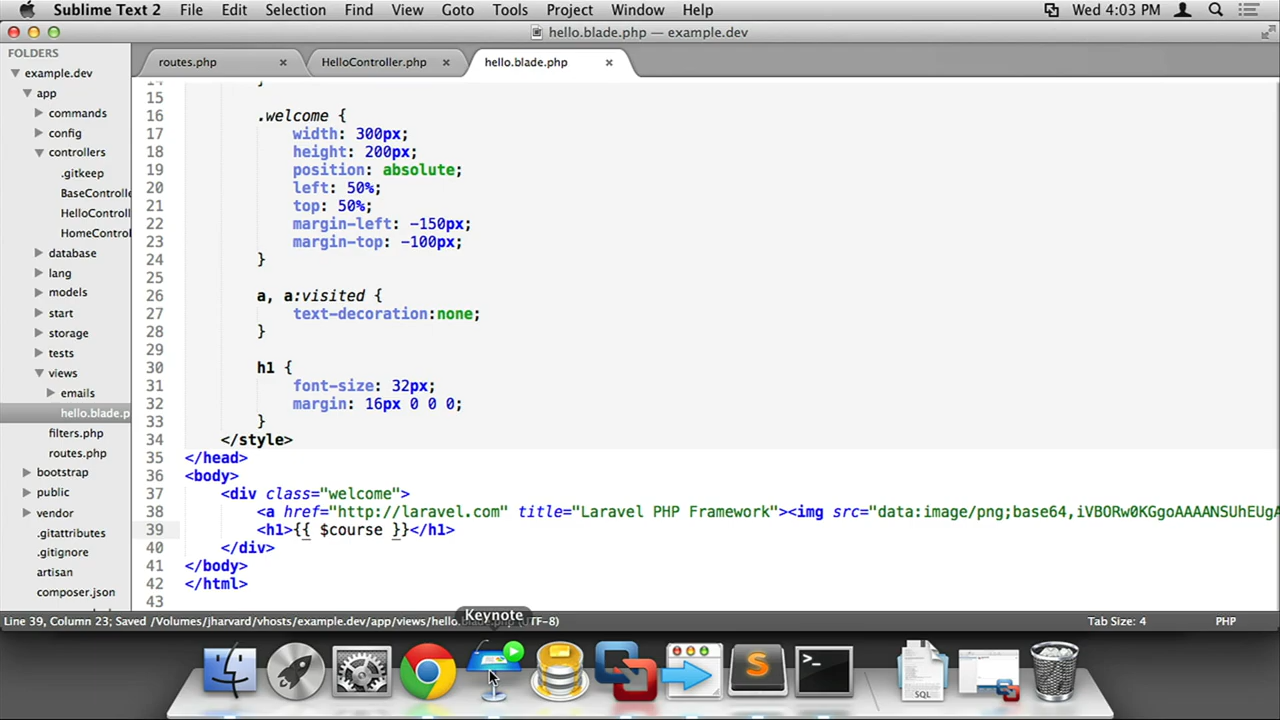 Sublime Text 2 File Edit Selection Find View Goto Tools Project Window Help Wed 4:03 PM
hello.blade.php — example.dev
FOLDERS
example.dev
app
commands
config
controllers
.gitkeep
BaseControlle
HelloControll
HomeControl
database
lang
models
start
storage
tests
views
emails
hello.blade.p
filters.php
routes.php
bootstrap
public
vendor
.gitattributes
.gitignore
artisan
composer.json
routes.php HelloController.php hello.blade.php
14 }
15
16 .welcome {
17 width: 300px;
18 height: 200px;
19 position: absolute;
20 left: 50%;
21 top: 50%;
22 margin-left: -150px;
23 margin-top: -100px;
24 }
25
26 a, a:visited {
27 text-decoration:none;
28 }
29
30 h1 {
31 font-size: 32px;
32 margin: 16px 0 0 0;
33 }
34 </style>
35 </head>
36 <body>
37 <div class="welcome">
38 <a href="http://laravel.com" title="Laravel PHP Framework"><img src="data:image/png;base64,iVBORw0KGgoAAAANSUhEUgA
39 <h1>{{ $course }}</h1>
40 </div>
41 </body>
42 </html>
43
Keynote
Line 39, Column 23; Saved /Volumes/jharvard/vhosts/example.dev/app/views/hello.blade.php (UTF-8) Tab Size: 4 PHP
SQL